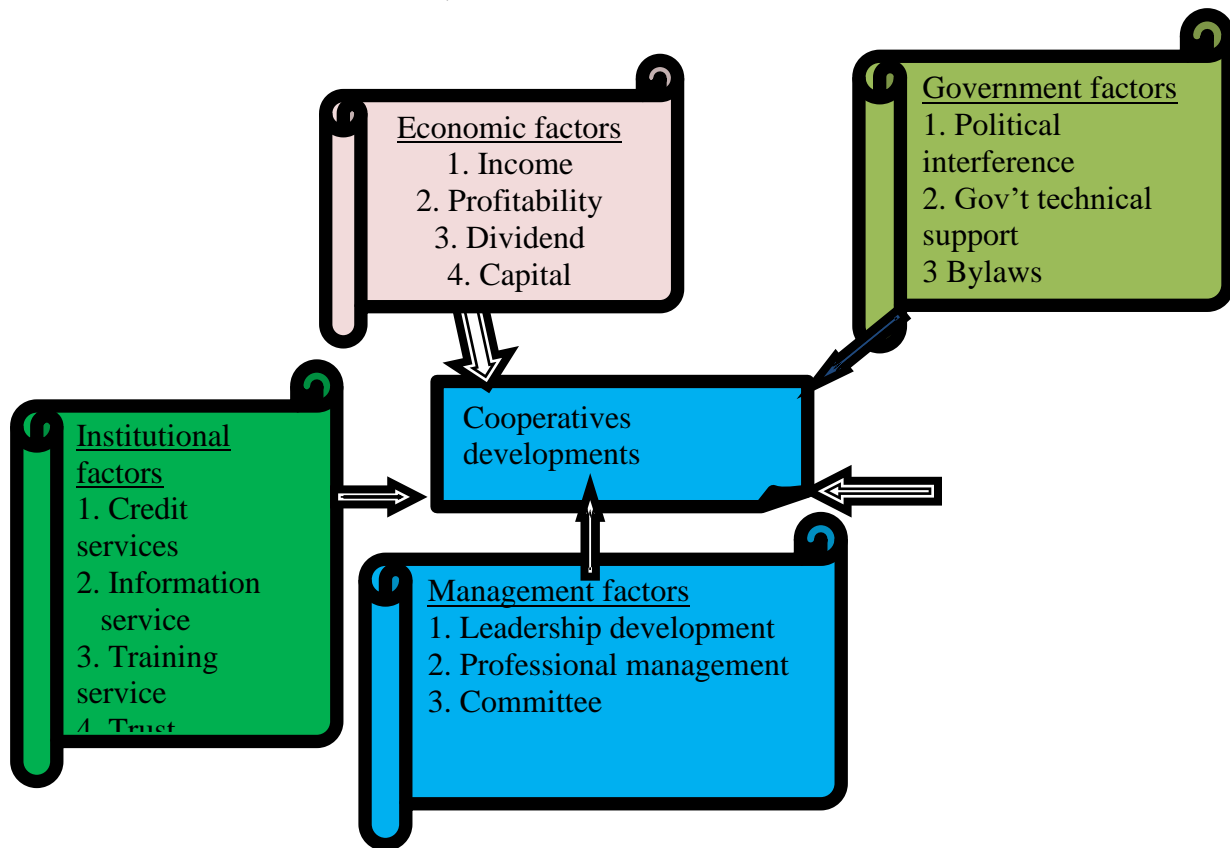 Economic factors
1. Income
2. Profitability
3. Dividend
4. Capital
Government factors
1. Political
interference
2. Gov’t technical
support
3 Bylaws
Cooperatives
developments
Institutional
factors
1. Credit
services
2. Information
service
3. Training
service
4. Trust
Management factors
1. Leadership development
2. Professional management
3. Committee